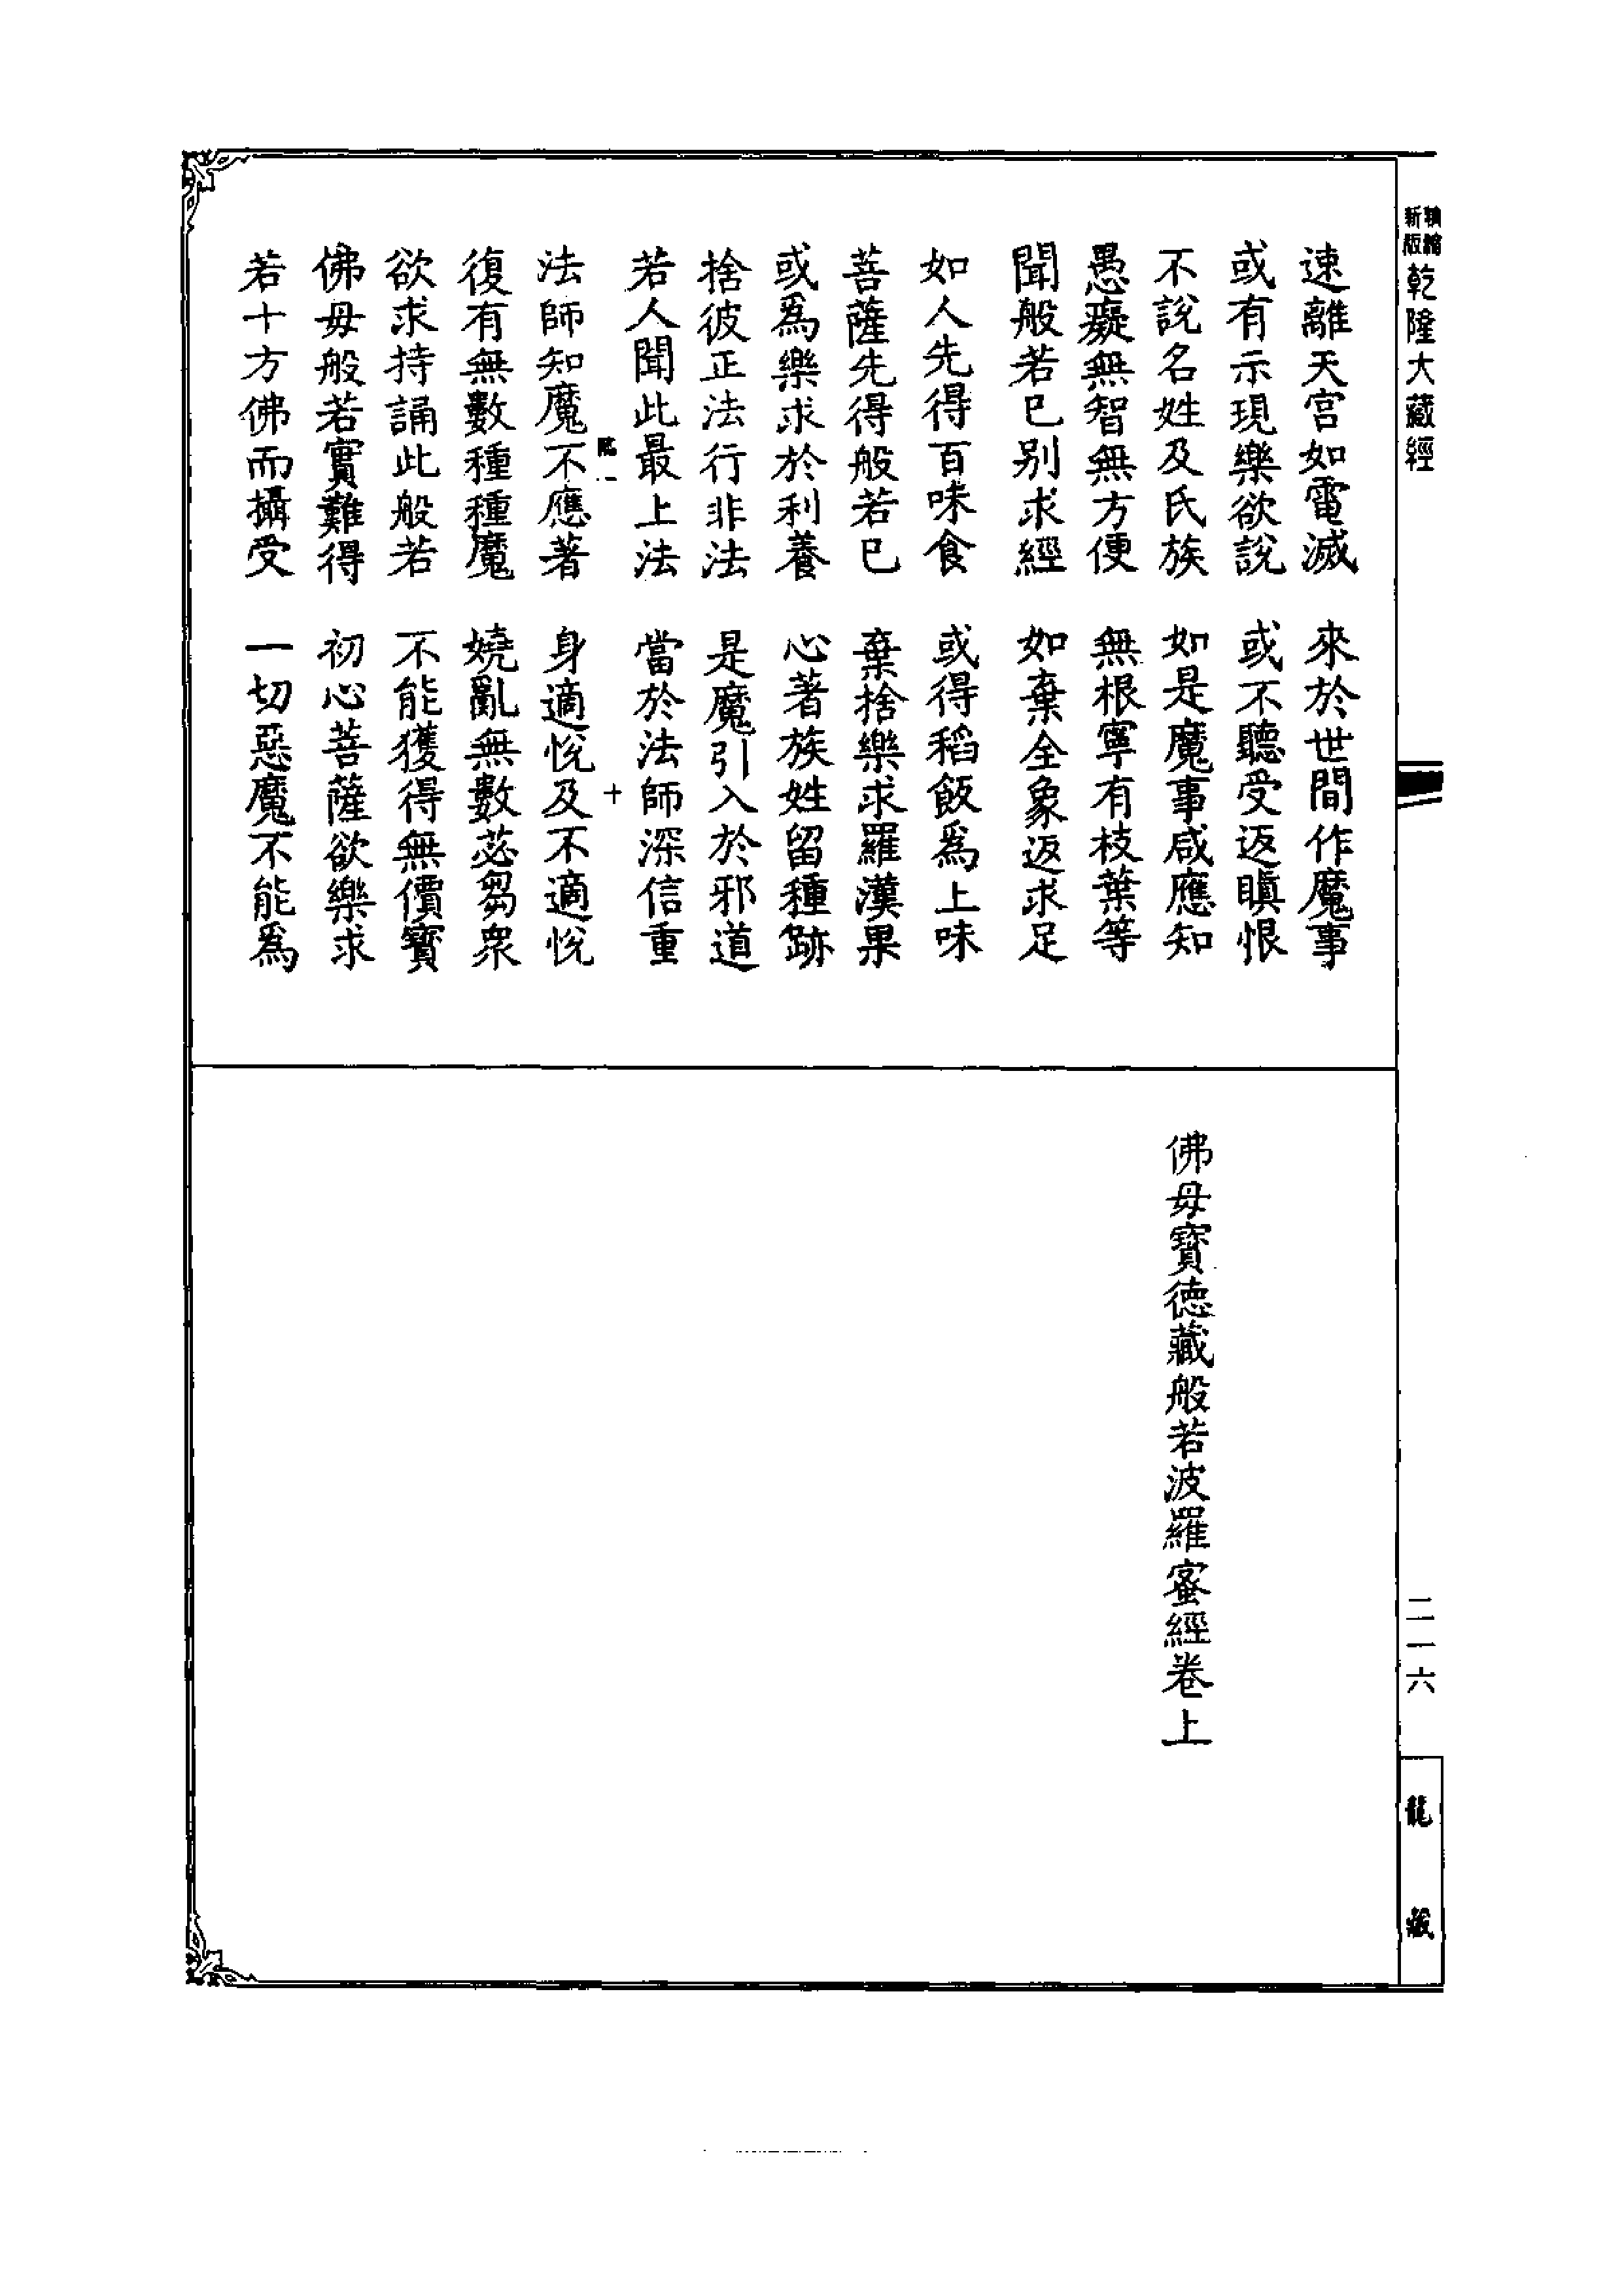 新版
乾隆大藏經
速離天宮如電滅　來於世間作魔事
或有示現樂欲說　或不聽受返瞋恨
不說名姓及氏族　如是魔事咸應知
愚癡無智無方便　無根寧有枝葉等
聞般若已別求經　如棄全象返求足
如人先得百味食　或得稻飯爲上味
菩薩先得般若已　棄捨樂求羅漢果
或爲樂求於利養　心著族姓留種跡
捨彼正法行非法　是魔引入於邪道
若人聞此最上法　當於法師深信重
十
法師知魔不應著　身適悅及不適悅
復有無數種種魔　嬈亂無數苾芻衆
欲求持誦此般若　不能獲得無價寶
佛母般若實難得　初心菩薩欲樂求
若十方佛而攝受　一切惡魔不能爲
佛母寶德藏般若波羅蜜經卷上
二一六
龍藏